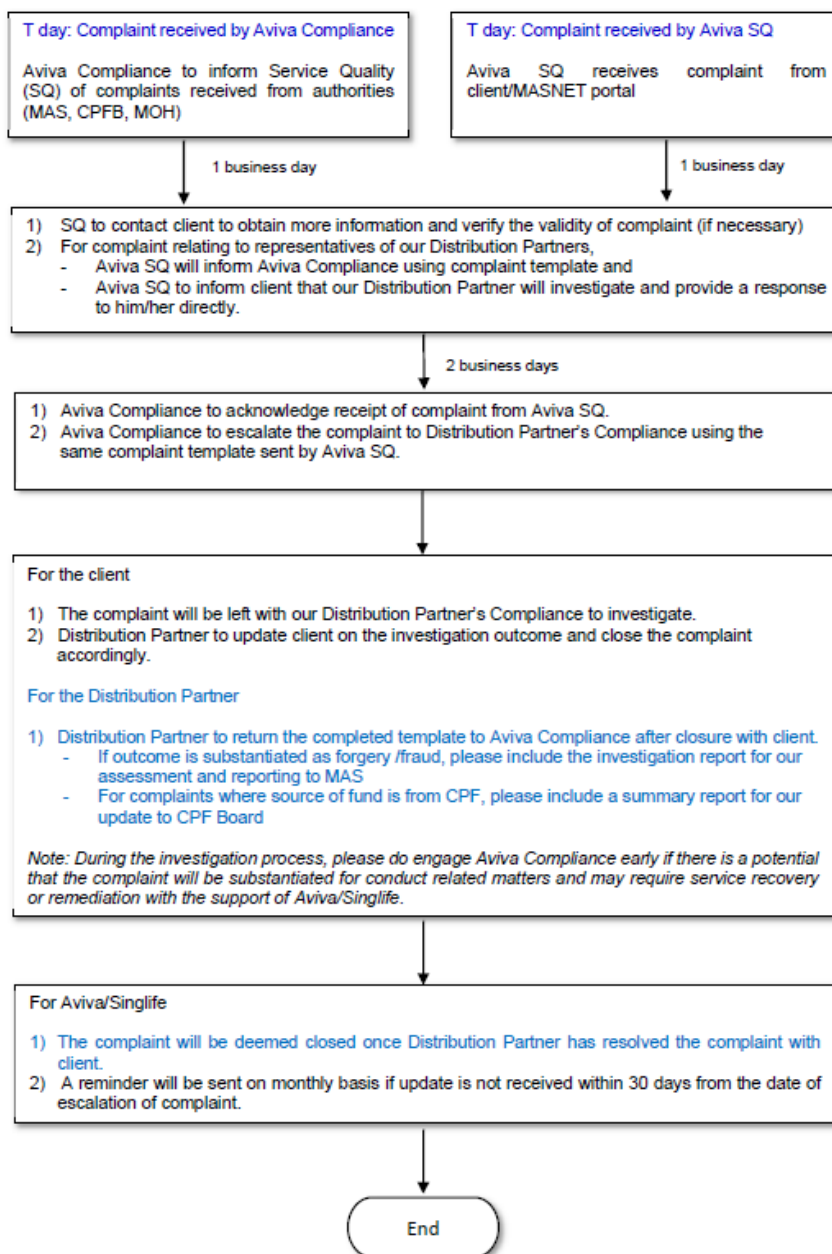 T day: Complaint received by Aviva Compliance
Aviva Compliance to inform Service Quality
(SQ) of complaints received from authorities
(MAS, CPFB, MOH)
T day: Complaint received by Aviva SQ
Aviva SQ receives complaint from
client/MASNET portal
1 business day
1 business day
1) SQ to contact client to obtain more information and verify the validity of complaint (if necessary)
2) For complaint relating to representatives of our Distribution Partners,
- Aviva SQ will inform Aviva Compliance using complaint template and
- Aviva SQ to inform client that our Distribution Partner will investigate and provide a response
to him/her directly.
2 business days
1) Aviva Compliance to acknowledge receipt of complaint from Aviva SQ.
2) Aviva Compliance to escalate the complaint to Distribution Partner's Compliance using the
same complaint template sent by Aviva SQ.
For the client
1) The complaint will be left with our Distribution Partner's Compliance to investigate.
2) Distribution Partner to update client on the investigation outcome and close the complaint
accordingly.
For the Distribution Partner
1) Distribution Partner to return the completed template to Aviva Compliance after closure with client.
- If outcome is substantiated as forgery /fraud, please include the investigation report for our
assessment and reporting to MAS
- For complaints where source of fund is from CPF, please include a summary report for our
update to CPF Board
Note: During the investigation process, please do engage Aviva Compliance early if there is a potential
that the complaint will be substantiated for conduct related matters and may require service recovery
or remediation with the support of Aviva/Singlife.
For Aviva/Singlife
1) The complaint will be deemed closed once Distribution Partner has resolved the complaint with
client.
2) A reminder will be sent on monthly basis if update is not received within 30 days from the date of
escalation of complaint.
End